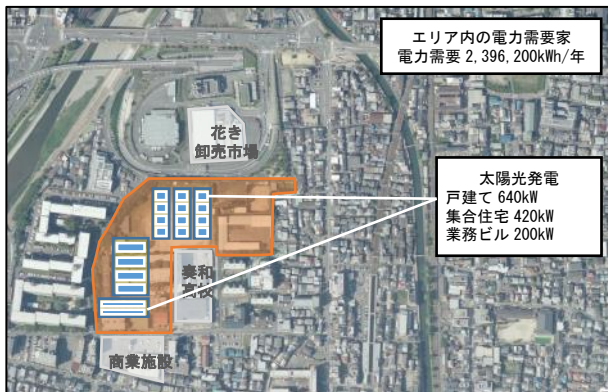 エリア内の電力需要家
電力需要 2,396,200kWh/年
花き
卸売市場
太陽光発電
戸建て 640kW
集合住宅 420kW
業務ビル 200kW
奏和
高校
商業施設